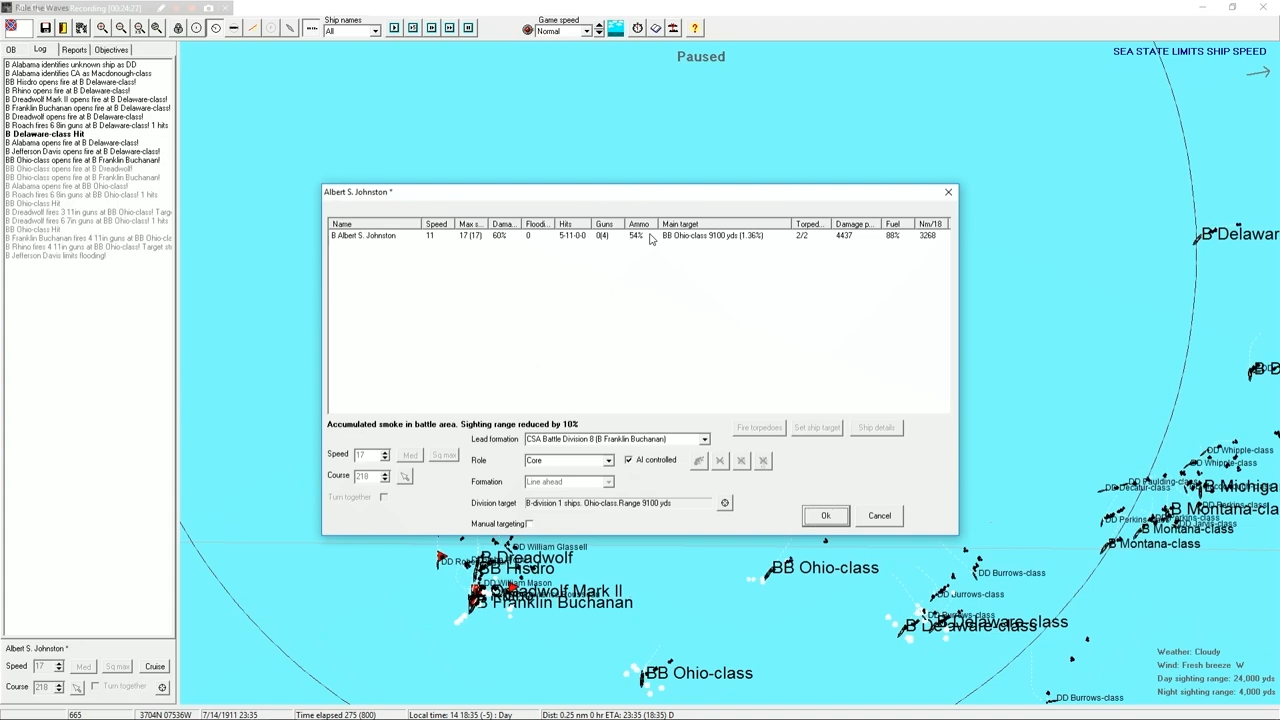 Rule the Waves
Recording [00:24:27]
Ship names
All
Game speed
Normal
OB Log Reports Objectives
B Alabama identifies unknown ship as DD
B Alabama identifies CA as Macdonough-class
BB Hisdro opens fire at B Delaware-class!
B Rhino opens fire at B Delaware-class!
B Dreadwolf Mark II opens fire at B Delaware-class!
B Franklin Buchanan opens fire at B Delaware-class!
B Dreadwolf opens fire at B Delaware-class!
B Roach fires 6 8in guns at B Delaware-class! 1 hits
B Delaware-class Hit
B Alabama opens fire at B Delaware-class!
B Jefferson Davis opens fire at B Delaware-class!
BB Ohio-class opens fire at B Franklin Buchanan!
BB Ohio-class opens fire at B Dreadwolf!
BB Ohio-class opens fire at B Franklin Buchanan!
B Alabama opens fire at BB Ohio-class!
B Roach fires 6 8in guns at BB Ohio-class! 1 hits
BB Ohio-class Hit
B Dreadwolf fires 3 11in guns at BB Ohio-class! Targ
B Dreadwolf fires 6 7in guns at BB Ohio-class! 1 hits
BB Ohio-class Hit
B Franklin Buchanan fires 4 11in guns at BB Ohio-cla
B Rhino fires 4 11in guns at BB Ohio-class! Target str
B Jefferson Davis limits flooding!
Paused
SEA STATE LIMITS SHIP SPEED
Albert S. Johnston *
Name Speed Max s... Dama... Floodi... Hits Guns Ammo Main target Torped... Damage p... Fuel Nm/18
B Albert S. Johnston 11 17 (17) 60% 0 5-11-0-0 0(4) 54% BB Ohio-class 9100 yds (1.36%) 2/2 4437 88% 3268
Accumulated smoke in battle area. Sighting range reduced by 10%
Fire torpedoes Set ship target Ship details
Lead formation CSA Battle Division 8 (B Franklin Buchanan)
Speed 17 Med Sq max
Role Core AI controlled
Course 218
Formation Line ahead
Turn together
Division target B-division 1 ships. Ohio-class.Range 9100 yds
Manual targeting
Ok Cancel
B Delawar
DD Whipple-class
DD Whipple-class
B Michiga
B Montana-cla
B Montana-class
B Montana-class
DD William Glassell
B Dreadwolf
BB Hisdro
DD William Mason
Dreadwolf Mark II
B Franklin Buchanan
BB Ohio-class
DD Burrows-class
B Delaware-class
BB Ohio-class
DD Burrows-class
Weather: Cloudy
Wind: Fresh breeze W
Day sighting range: 24,000 yds
Night sighting range: 4,000 yds
Albert S. Johnston *
Speed 17 Med Sq max Cruise
Course 218 Turn together
665 3704N 07536W 7/14/1911 23:35 Time elapsed 275 (800) Local time: 14 18:35 (-5) : Day Dist: 0.25 nm 0 hr ETA: 23:35 (18:35) D